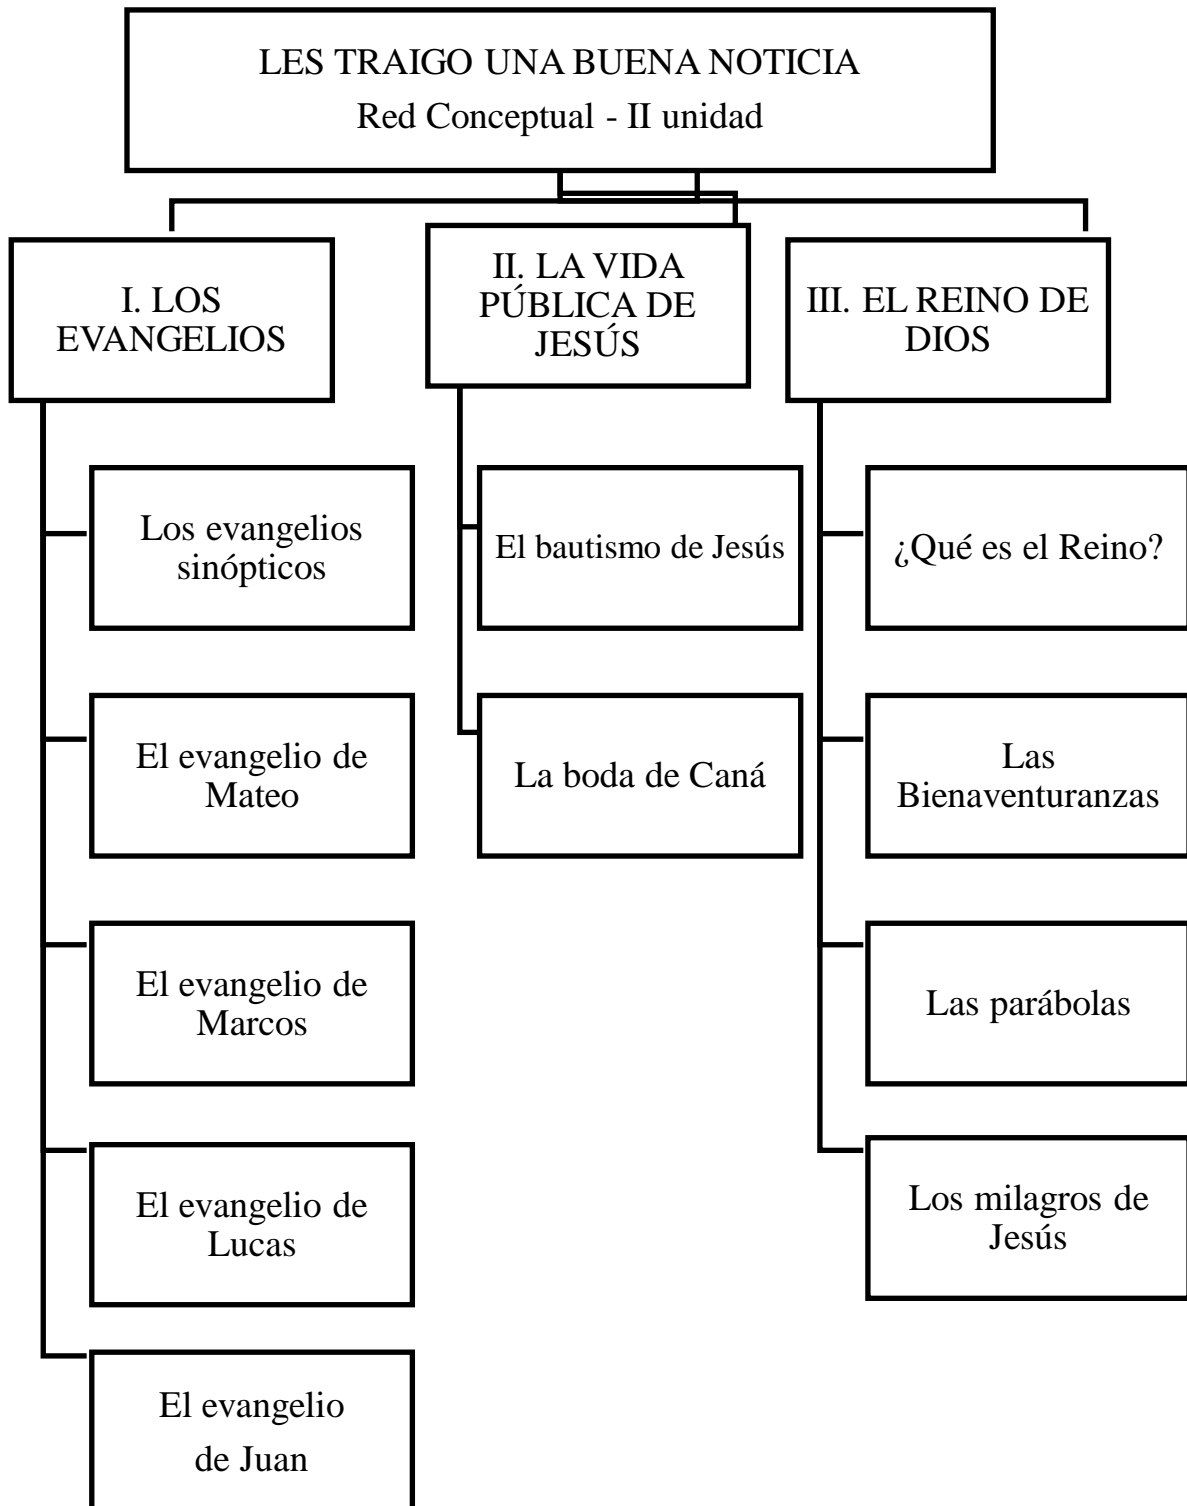 LES TRAIGO UNA BUENA NOTICIA
Red Conceptual - II unidad
I. LOS
EVANGELIOS
II. LA VIDA
PÚBLICA DE
JESÚS
III. EL REINO DE
DIOS
Los evangelios
sinópticos
El evangelio de
Mateo
El evangelio de
Marcos
El evangelio de
Lucas
El evangelio
de Juan
El bautismo de Jesús
La boda de Caná
¿Qué es el Reino?
Las
Bienaventuranzas
Las parábolas
Los milagros de
Jesús